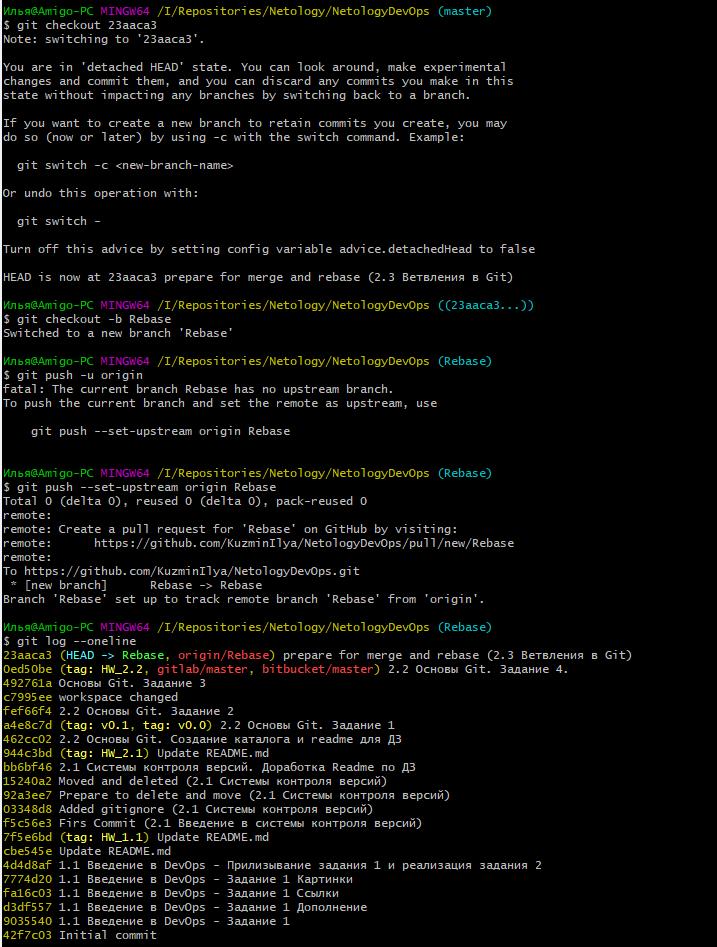 Илья@Amigo-PC MINGW64 /I/Repositories/Netology/NetologyDevOps (master)
$ git checkout 23aaca3
Note: switching to '23aaca3'.

You are in 'detached HEAD' state. You can look around, make experimental
changes and commit them, and you can discard any commits you make in this
state without impacting any branches by switching back to a branch.

If you want to create a new branch to retain commits you create, you may
do so (now or later) by using -c with the switch command. Example:

  git switch -c <new-branch-name>

Or undo this operation with:

  git switch -

Turn off this advice by setting config variable advice.detachedHead to false

HEAD is now at 23aaca3 prepare for merge and rebase (2.3 Ветвления в Git)

Илья@Amigo-PC MINGW64 /I/Repositories/Netology/NetologyDevOps ((23aaca3...))
$ git checkout -b Rebase
Switched to a new branch 'Rebase'

Илья@Amigo-PC MINGW64 /I/Repositories/Netology/NetologyDevOps (Rebase)
$ git push -u origin
fatal: The current branch Rebase has no upstream branch.
To push the current branch and set the remote as upstream, use

    git push --set-upstream origin Rebase

Илья@Amigo-PC MINGW64 /I/Repositories/Netology/NetologyDevOps (Rebase)
$ git push --set-upstream origin Rebase
Total 0 (delta 0), reused 0 (delta 0), pack-reused 0
remote:
remote: Create a pull request for 'Rebase' on GitHub by visiting:
remote:      https://github.com/KuzminIlya/NetologyDevOps/pull/new/Rebase
remote:
To https://github.com/KuzminIlya/NetologyDevOps.git
 * [new branch]      Rebase -> Rebase
Branch 'Rebase' set up to track remote branch 'Rebase' from 'origin'.

Илья@Amigo-PC MINGW64 /I/Repositories/Netology/NetologyDevOps (Rebase)
$ git log --oneline
23aaca3 (HEAD -> Rebase, origin/Rebase) prepare for merge and rebase (2.3 Ветвления в Git)
0ed50be (tag: HW_2.2, gitlab/master, bitbucket/master) 2.2 Основы Git. Задание 4.
492761a Основы Git. Задание 3
c7995ee workspace changed
fef66f4 2.2 Основы Git. Задание 2
a4e8c7d (tag: v0.1, tag: v0.0) 2.2 Основы Git. Задание 1
462cc02 2.2 Основы Git. Создание каталога и readme для ДЗ
944c3bd (tag: HW_2.1) Update README.md
bb6bf46 2.1 Системы контроля версий. Доработка Readme по ДЗ
15240a2 Moved and deleted (2.1 Системы контроля версий)
92a3ee7 Prepare to delete and move (2.1 Системы контроля версий)
03348d8 Added gitignore (2.1 Системы контроля версий)
f5c56e3 Firs Commit (2.1 Введение в системы контроля версий)
7f5e6bd (tag: HW_1.1) Update README.md
cbe545e Update README.md
4d4d8af 1.1 Введение в DevOps - Прилизывание задания 1 и реализация задания 2
7774d20 1.1 Введение в DevOps - Задание 1 Картинки
fa16c03 1.1 Введение в DevOps - Задание 1 Ссылки
d3df557 1.1 Введение в DevOps - Задание 1 Дополнение
9035540 1.1 Введение в DevOps - Задание 1
42f7c03 Initial commit